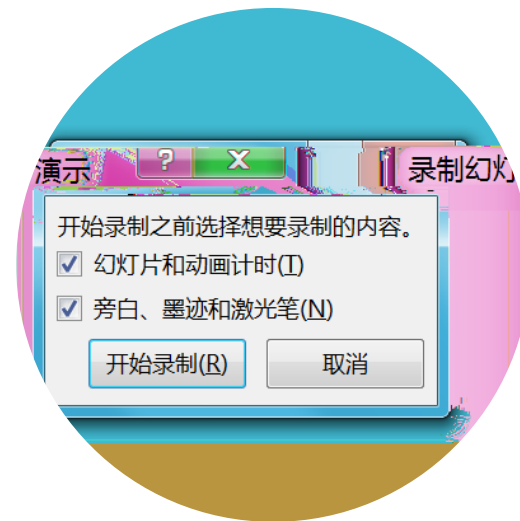 演示
录制幻灯
开始录制之前选择想要录制的内容。
幻灯片和动画计时(T)
旁白、墨迹和激光笔(N)
开始录制(R) 取消